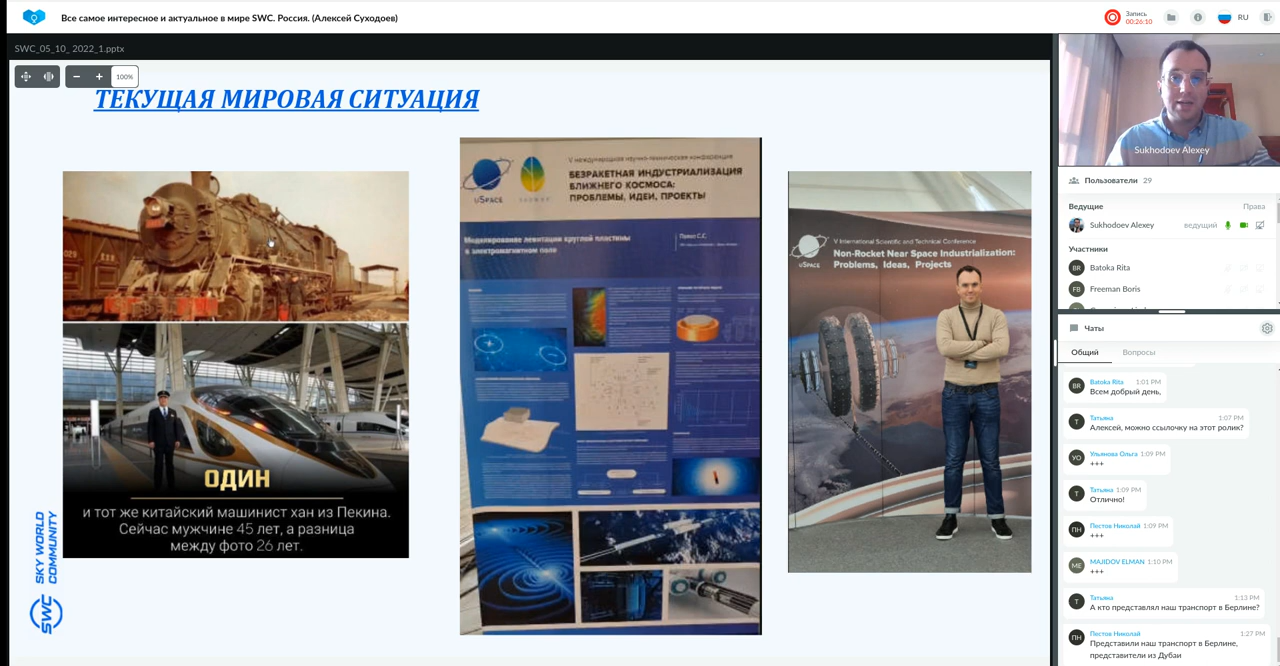 Все самое интересное и актуальное в мире SWC. Россия. (Алексей Суходоев)
Запись
00:26:10
RU
SWC_05_10_ 2022_1.pptx
100%
ТЕКУЩАЯ МИРОВАЯ СИТУАЦИЯ
ОДИН
и тот же китайский машинист хан из Пекина.
Сейчас мужчине 45 лет, а разница
между фото 26 лет.
SKY WORLD
COMMUNITY
SWC
uSPACE
V международная научно-техническая конференция
БЕЗРАКЕТНАЯ ИНДУСТРИАЛИЗАЦИЯ
БЛИЖНЕГО КОСМОСА:
ПРОБЛЕМЫ, ИДЕИ, ПРОЕКТЫ
Моделирование левитации круглой пластины
в электромагнитном поле
uSPACE
V International Scientific and Technical Conference
Non-Rocket Near Space Industrialization:
Problems, Ideas, Projects
Sukhodoev Alexey
Пользователи 29
Ведущие Права
Sukhodoev Alexey ведущий
Участники
BR Batoka Rita
FB Freeman Boris
Чаты
Общий Вопросы
BR Batoka Rita 1:01 PM
Всем добрый день,
Т Татьяна 1:07 PM
Алексей, можно ссылочку на этот ролик?
УО Ульянова Ольга 1:09 PM
+++
Т Татьяна 1:09 PM
Отлично!
ПН Пестов Николай 1:09 PM
+++
ME MAJIDOV ELMAN 1:10 PM
+++
Т Татьяна 1:13 PM
А кто представлял наш транспорт в Берлине?
ПН Пестов Николай 1:27 PM
Представили наш транспорт в Берлине,
представители из Дубаи